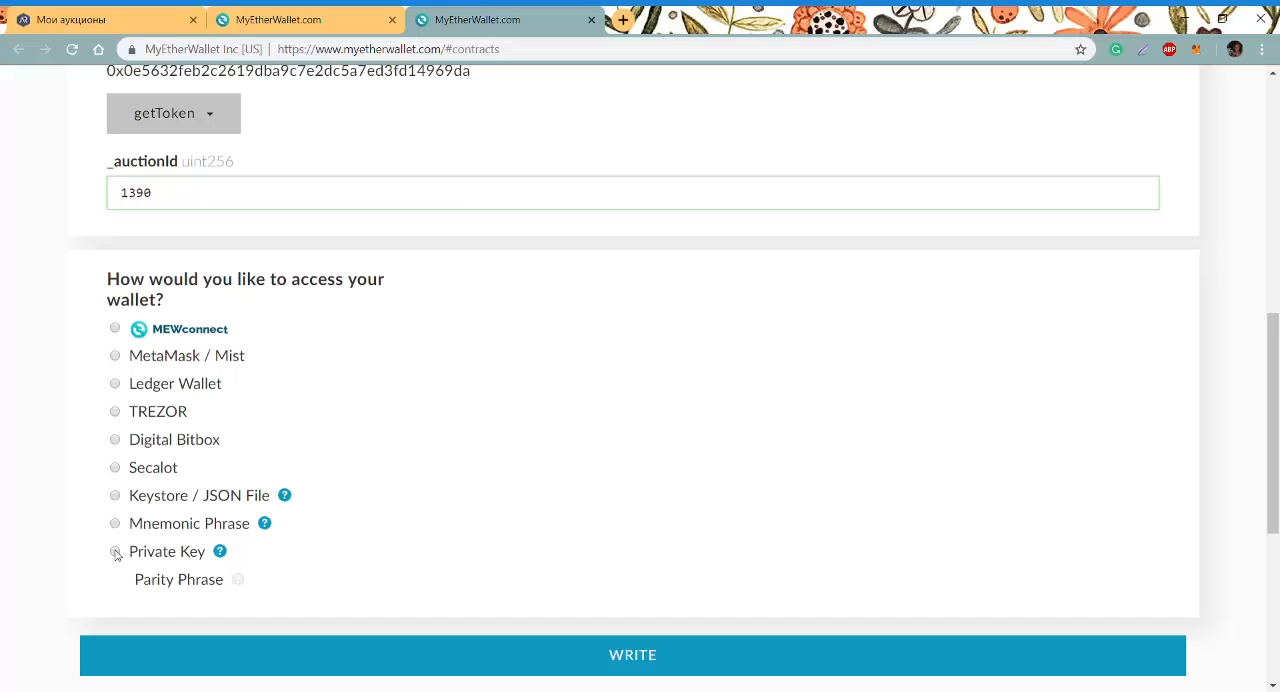 Мои аукционы
MyEtherWallet.com
MyEtherWallet.com
MyEtherWallet Inc [US] | https://www.myetherwallet.com/#contracts
ABP
0x0e5632feb2c2619dba9c7e2dc5a7ed3fd14969da
getToken
_auctionId uint256
1390
How would you like to access your
wallet?
MEWconnect
MetaMask / Mist
Ledger Wallet
TREZOR
Digital Bitbox
Secalot
Keystore / JSON File ?
Mnemonic Phrase ?
Private Key ?
Parity Phrase
WRITE